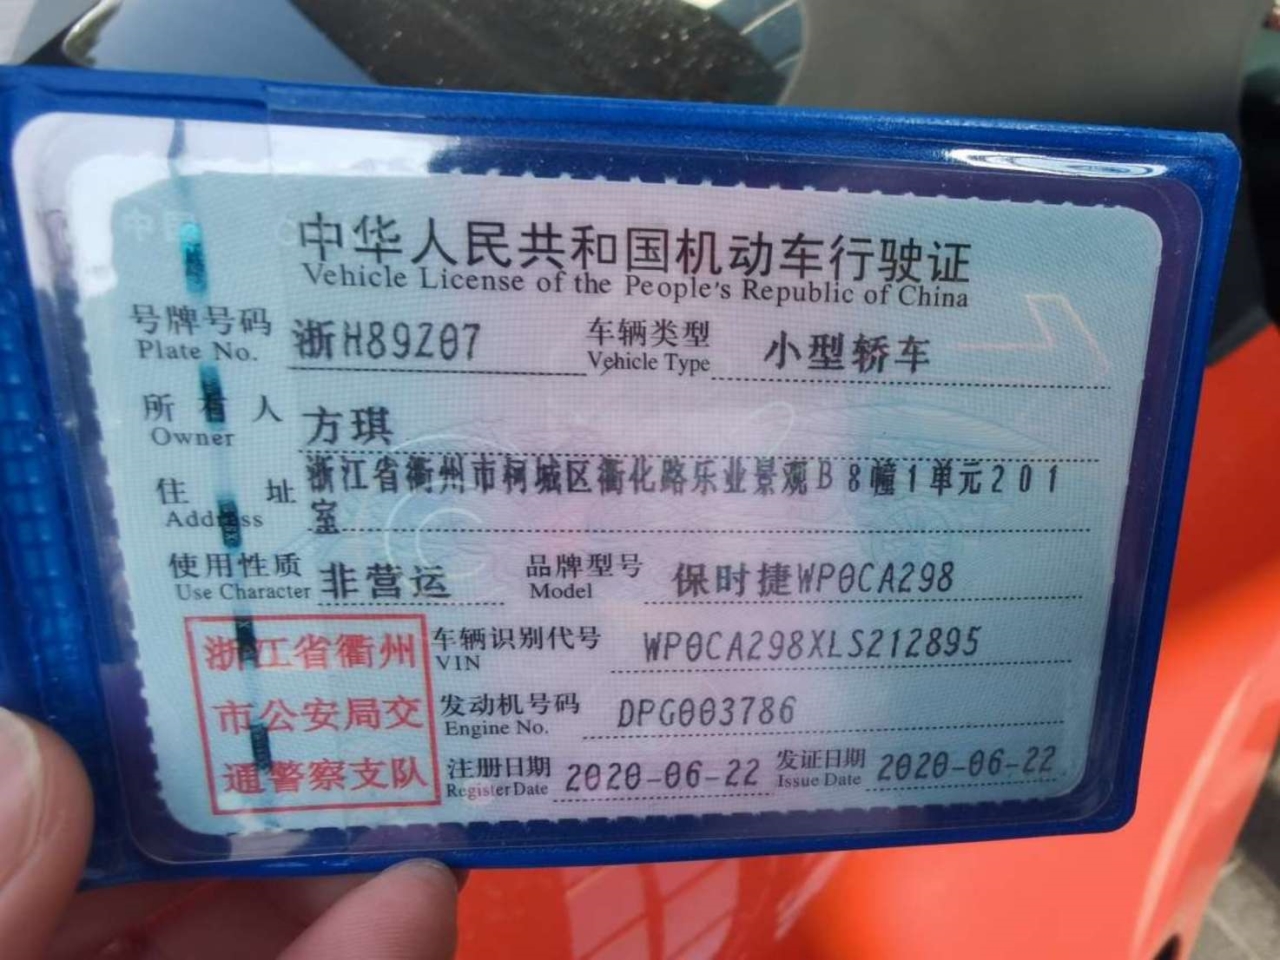 中华人民共和国机动车行驶证
Vehicle License of the People's Republic of China
号牌号码 浙H89Z07 车辆类型 小型轿车
Plate No. Vehicle Type
所有人 方琪
Owner
住址 浙江省衢州市柯城区衢化路乐业景观B8幢1单元201
Address 室
使用性质 非营运 品牌型号 保时捷WP0CA298
Use Character Model
浙江省衢州 车辆识别代号 WP0CA298XLS212895
VIN
市公安局交 发动机号码 DPG003786
Engine No.
通警察支队 注册日期 2020-06-22 发证日期 2020-06-22
Register Date Issue Date